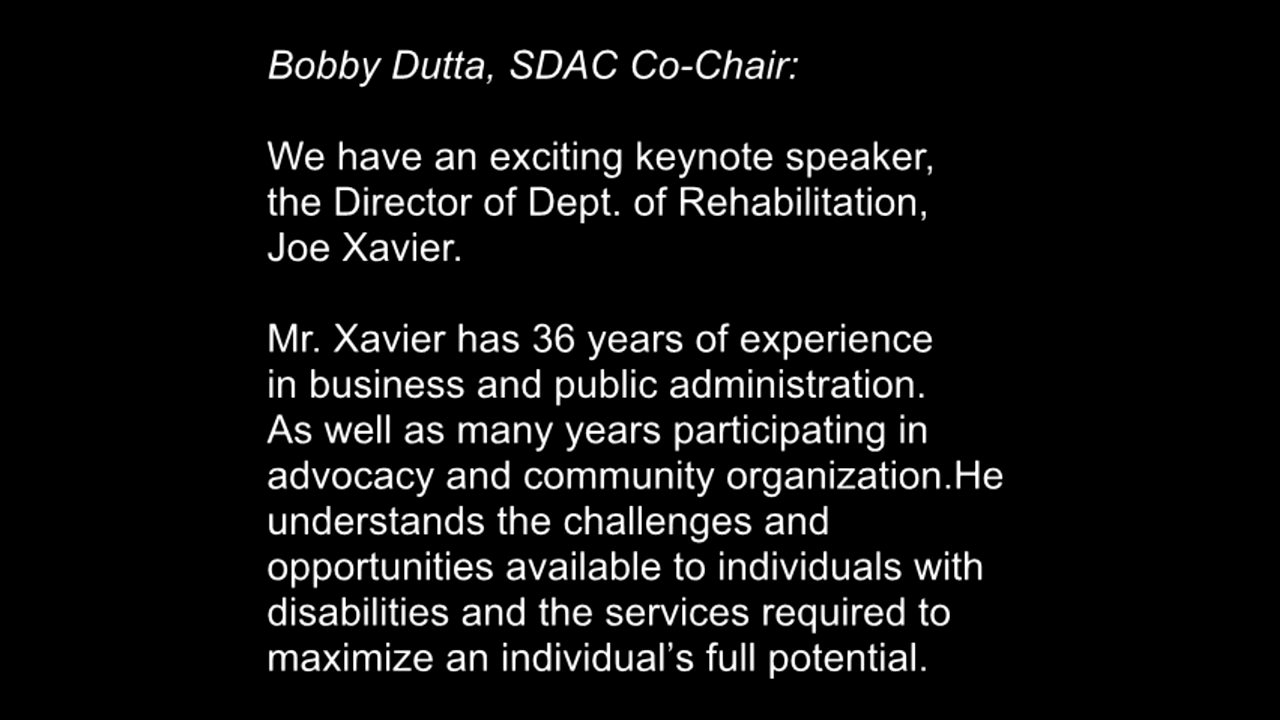 Bobby Dutta, SDAC Co-Chair:
We have an exciting keynote speaker,
the Director of Dept. of Rehabilitation,
Joe Xavier.
Mr. Xavier has 36 years of experience
in business and public administration.
As well as many years participating in
advocacy and community organization.He
understands the challenges and
opportunities available to individuals with
disabilities and the services required to
maximize an individual’s full potential.